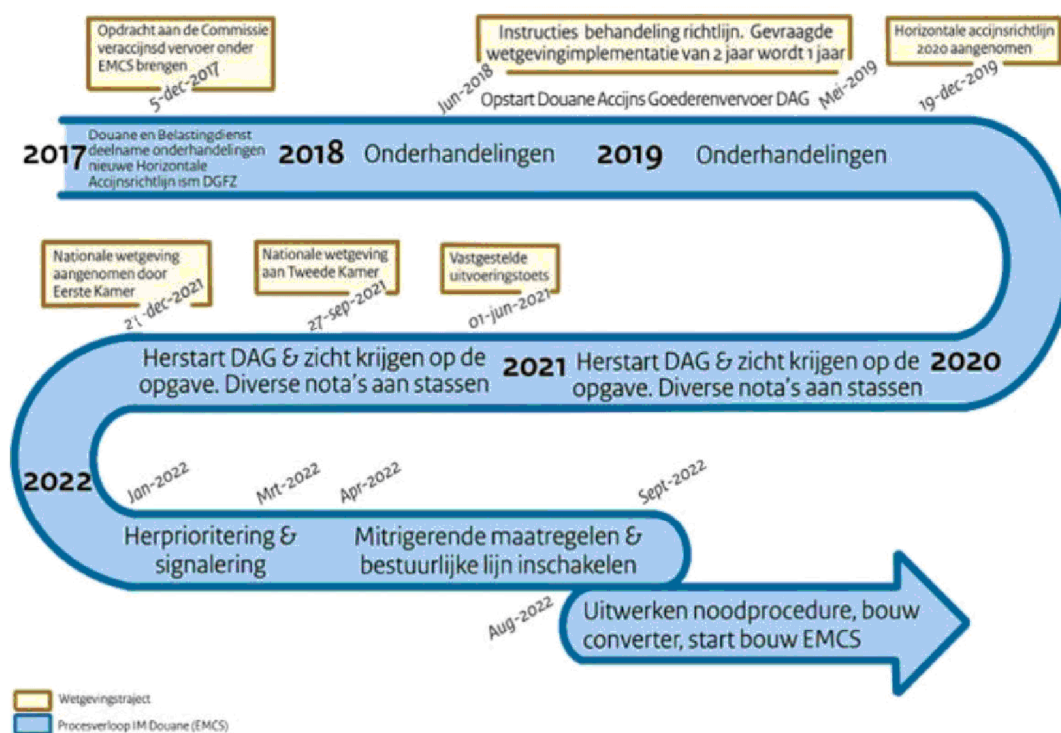 Opdracht aan de Commissie
veraccijnsd vervoer onder
EMCS brengen
5-dec-2017
Jun-2018
Instructies behandeling richtlijn. Gevraagde
wetgevingimplementatie van 2 jaar wordt 1 jaar
Opstart Douane Accijns Goederenvervoer DAG
Mei-2019
Horizontale accijnsrichtlijn
2020 aangenomen
19-dec-2019
2017
Douane en Belastingdienst
deelname onderhandelingen
nieuwe Horizontale
Accijnsrichtlijn ism DGFZ
2018
Onderhandelingen
2019
Onderhandelingen
Nationale wetgeving
aangenomen door
Eerste Kamer
21-dec-2021
Nationale wetgeving
aan Tweede Kamer
27-sep-2021
Vastgestelde
uitvoeringstoets
01-jun-2021
Herstart DAG & zicht krijgen op de
opgave. Diverse nota's aan stassen
2021
Herstart DAG & zicht krijgen op de
opgave. Diverse nota's aan stassen
2020
2022
Jan-2022
Mrt-2022
Apr-2022
Sept-2022
Herprioritering &
signalering
Mitrigerende maatregelen &
bestuurlijke lijn inschakelen
Aug-2022
Uitwerken noodprocedure, bouw
converter, start bouw EMCS
Wetgevingstraject
Procesverloop IM Douane (EMCS)